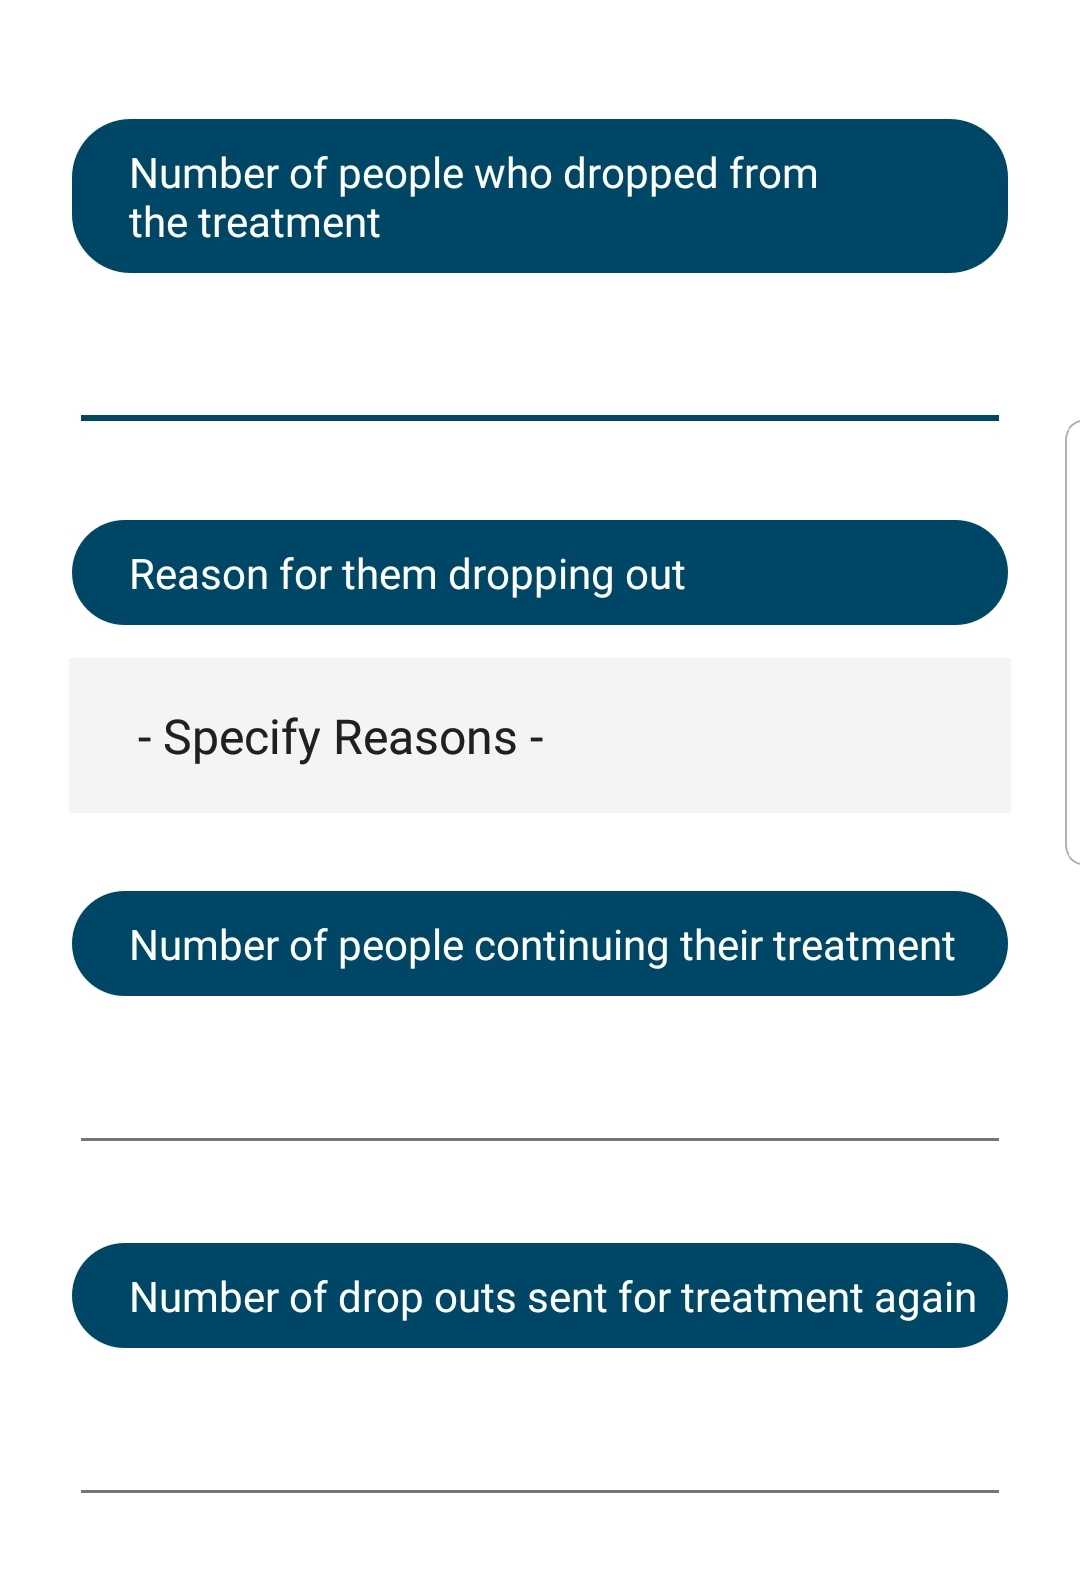 Number of people who dropped from
the treatment
Reason for them dropping out
- Specify Reasons -
Number of people continuing their treatment
Number of drop outs sent for treatment again